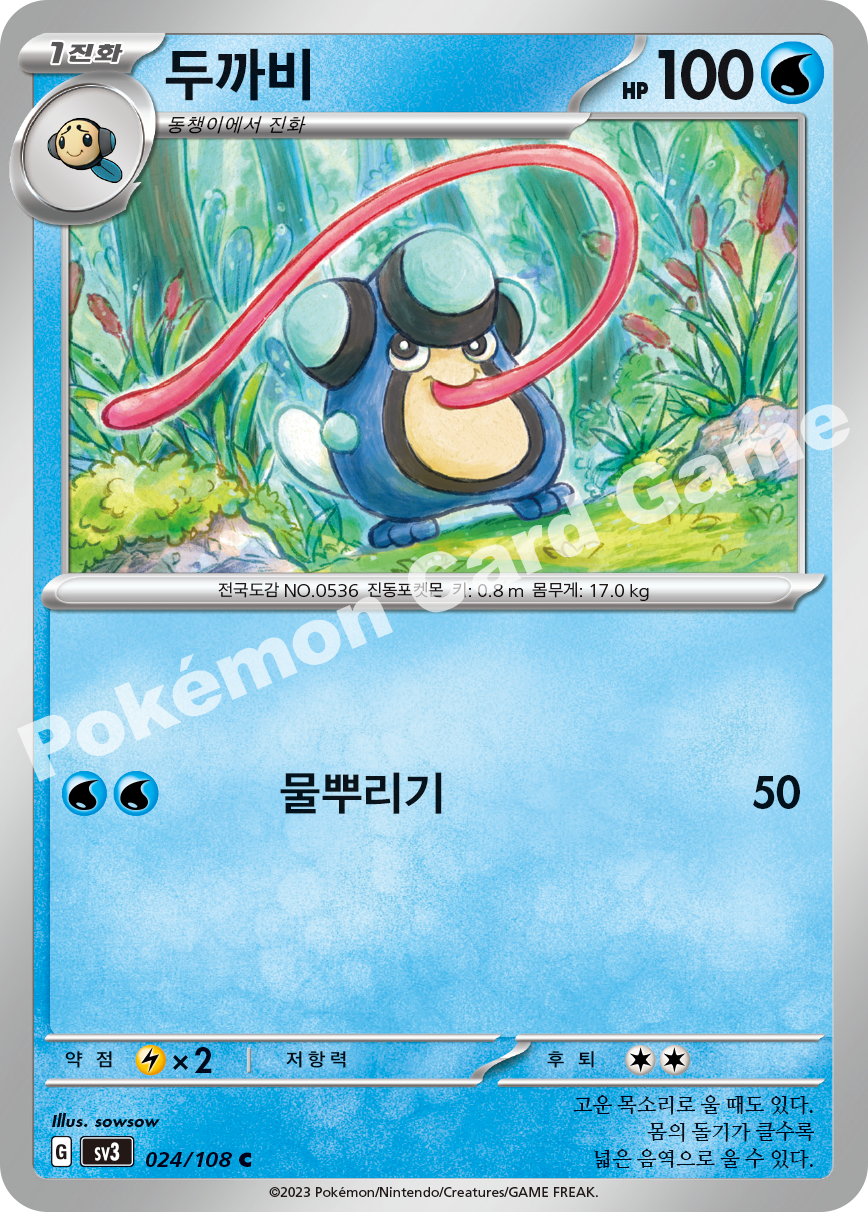 1진화
두까비
HP 100
동챙이에서 진화
전국도감 NO.0536 진동포켓몬 키: 0.8 m 몸무게: 17.0 kg
Pokémon Card Game
물뿌리기 50
약점 ×2 저항력 후퇴
고운 목소리로 울 때도 있다.
몸의 돌기가 클수록
넓은 음역으로 울 수 있다.
Illus. sowsow
G sv3 024/108 C
©2023 Pokémon/Nintendo/Creatures/GAME FREAK.